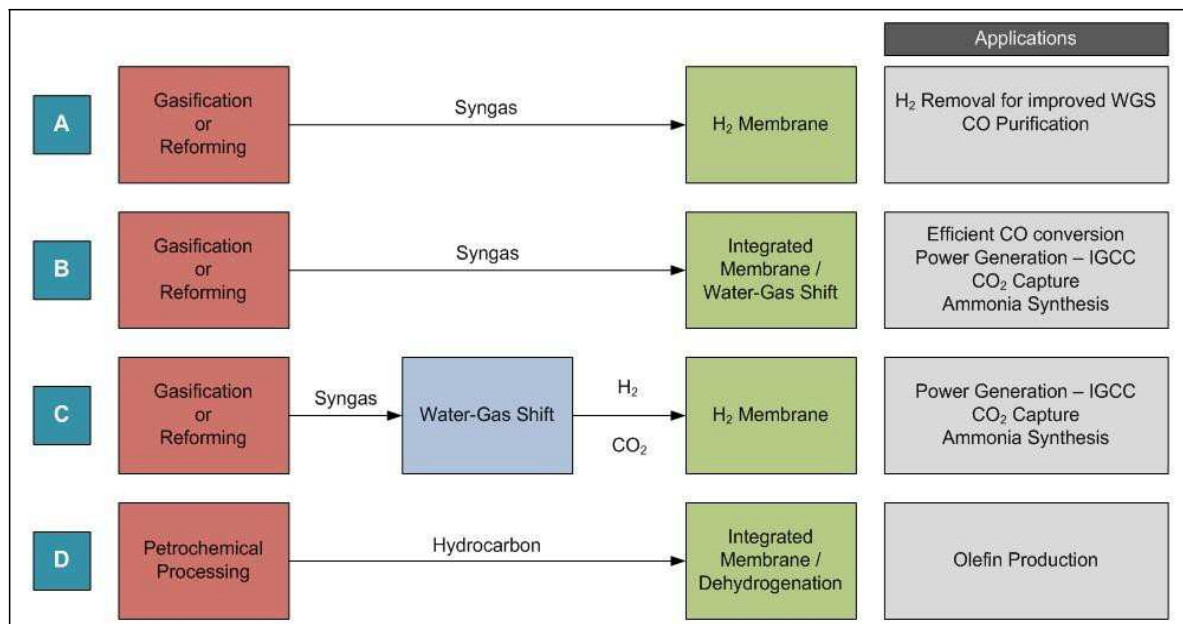 Applications
A
Gasification
or
Reforming
Syngas
H₂ Membrane
H₂ Removal for improved WGS
CO Purification
B
Gasification
or
Reforming
Syngas
Integrated
Membrane /
Water-Gas Shift
Efficient CO conversion
Power Generation – IGCC
CO₂ Capture
Ammonia Synthesis
C
Gasification
or
Reforming
Syngas
Water-Gas Shift
H₂
CO₂
H₂ Membrane
Power Generation – IGCC
CO₂ Capture
Ammonia Synthesis
D
Petrochemical
Processing
Hydrocarbon
Integrated
Membrane /
Dehydrogenation
Olefin Production